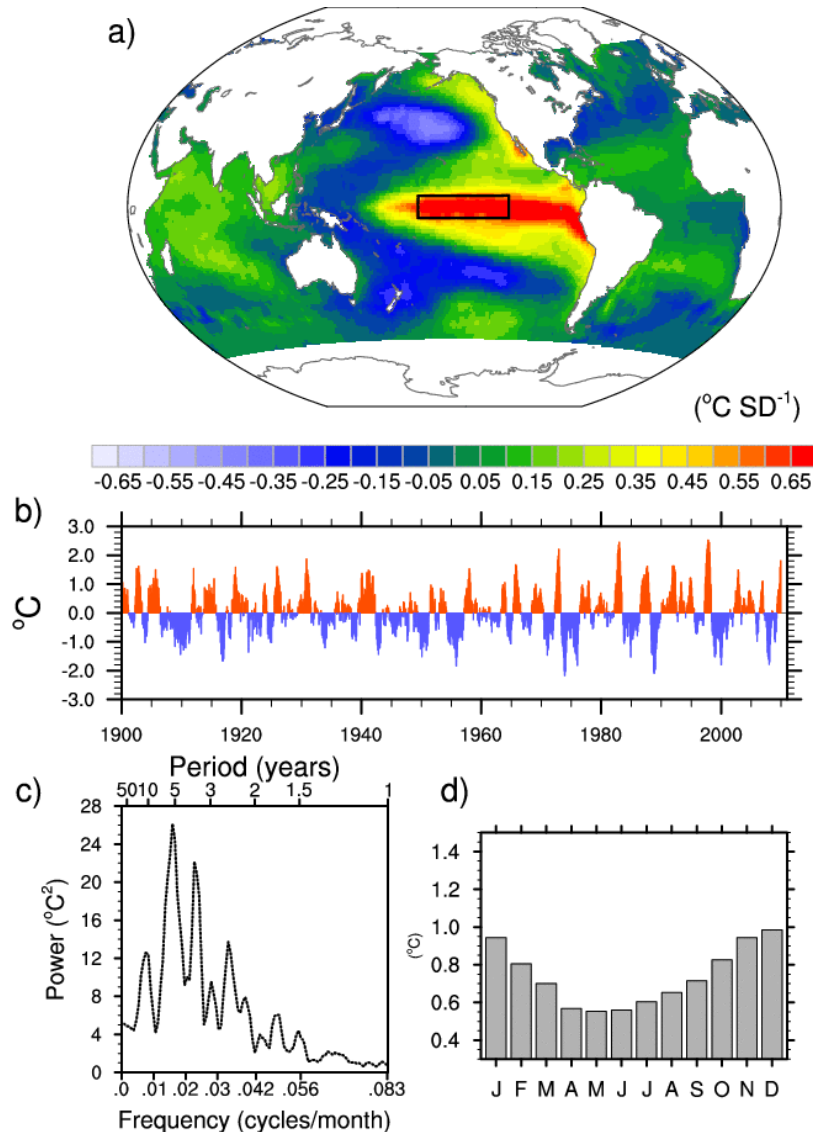 a)
(°C SD⁻¹)
-0.65 -0.55 -0.45 -0.35 -0.25 -0.15 -0.05 0.05 0.15 0.25 0.35 0.45 0.55 0.65
b)
°C
3.0
2.0
1.0
0.0
-1.0
-2.0
-3.0
1900 1920 1940 1960 1980 2000
Period (years)
c)
50 10 5 3 2 1.5 1
Power (°C²)
28
24
20
16
12
8
4
0
.0 .01 .02 .03 .042 .056 .083
Frequency (cycles/month)
d)
(°C)
1.4
1.2
1.0
0.8
0.6
0.4
J F M A M J J A S O N D